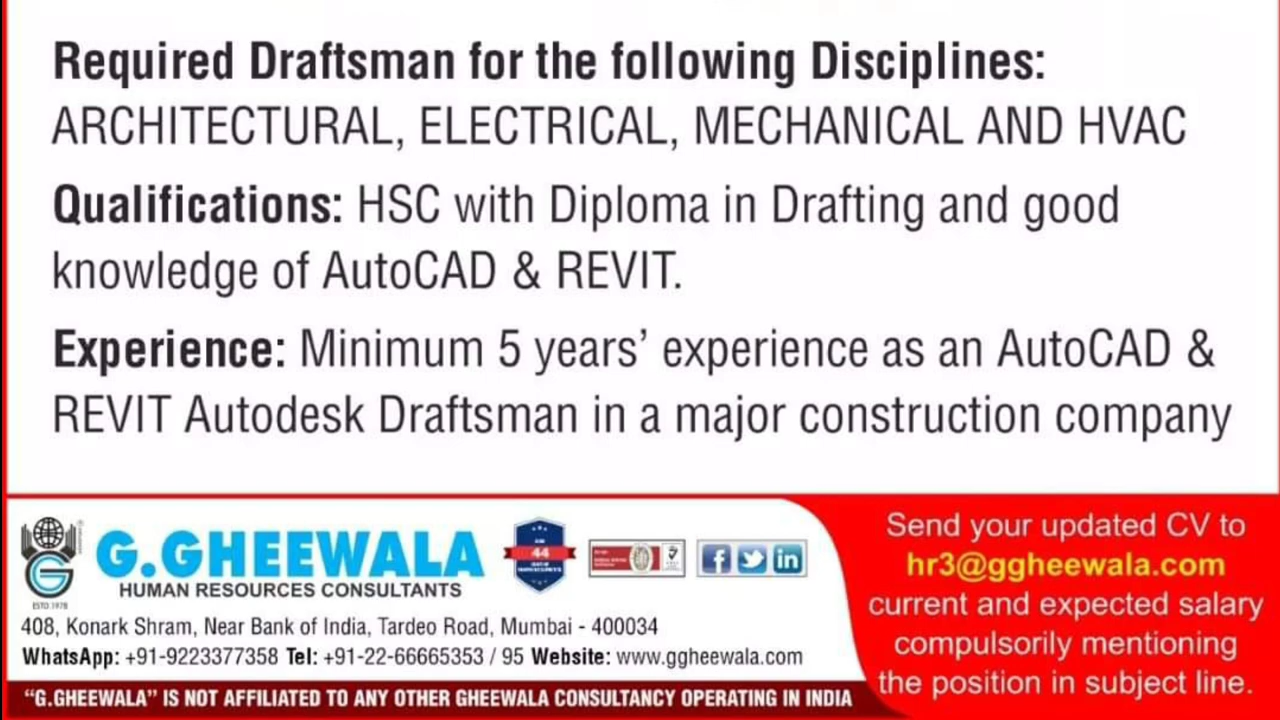 Required Draftsman for the following Disciplines:
ARCHITECTURAL, ELECTRICAL, MECHANICAL AND HVAC
Qualifications: HSC with Diploma in Drafting and good
knowledge of AutoCAD & REVIT.
Experience: Minimum 5 years’ experience as an AutoCAD &
REVIT Autodesk Draftsman in a major construction company
G
ESTD 1978
G.GHEEWALA
HUMAN RESOURCES CONSULTANTS
44
408, Konark Shram, Near Bank of India, Tardeo Road, Mumbai - 400034
WhatsApp: +91-9223377358 Tel: +91-22-66665353 / 95 Website: www.ggheewala.com
“G.GHEEWALA” IS NOT AFFILIATED TO ANY OTHER GHEEWALA CONSULTANCY OPERATING IN INDIA
Send your updated CV to
hr3@ggheewala.com
current and expected salary
compulsorily mentioning
the position in subject line.